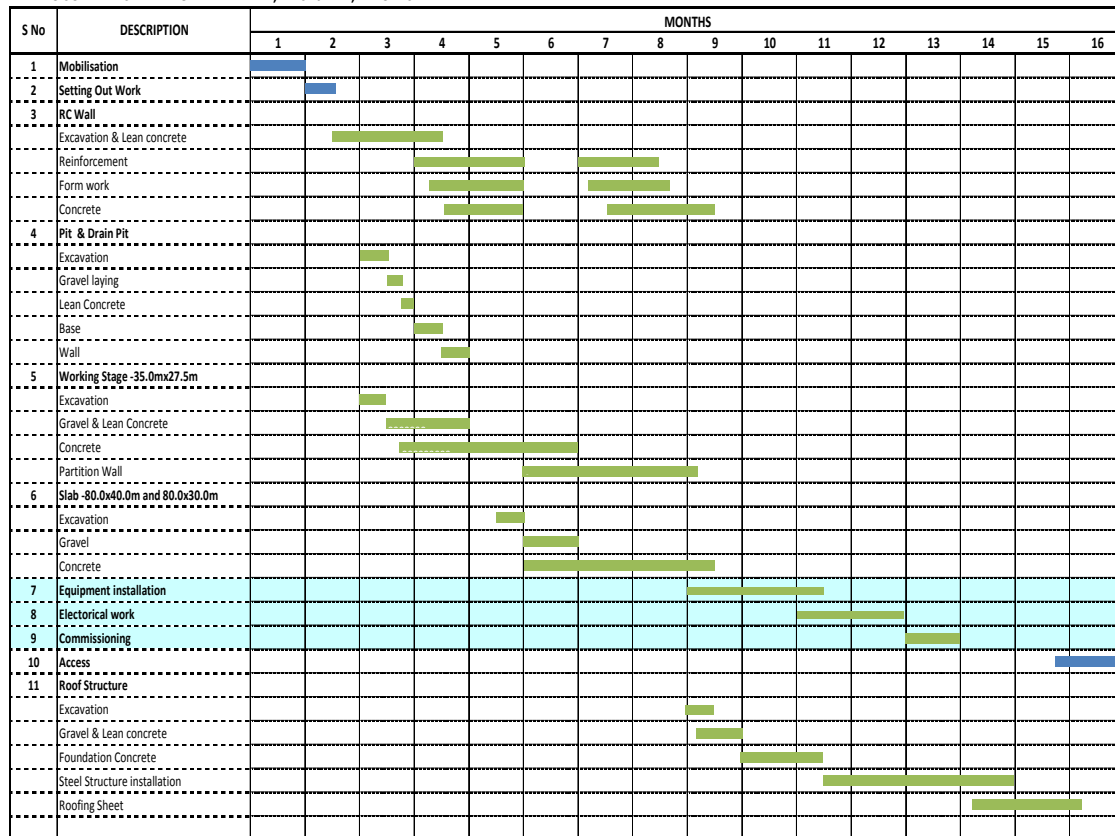 MONTHS
S No DESCRIPTION
1 2 3 4 5 6 7 8 9 10 11 12 13 14 15 16
1 Mobilisation
2 Setting Out Work
3 RC Wall
Excavation & Lean concrete
Reinforcement
Form work
Concrete
4 Pit & Drain Pit
Excavation
Gravel laying
Lean Concrete
Base
Wall
5 Working Stage -35.0mx27.5m
Excavation
Gravel & Lean Concrete
Concrete
Partition Wall
6 Slab -80.0x40.0m and 80.0x30.0m
Excavation
Gravel
Concrete
7 Equipment installation
8 Electorical work
9 Commissioning
10 Access
11 Roof Structure
Excavation
Gravel & Lean concrete
Foundation Concrete
Steel Structure installation
Roofing Sheet